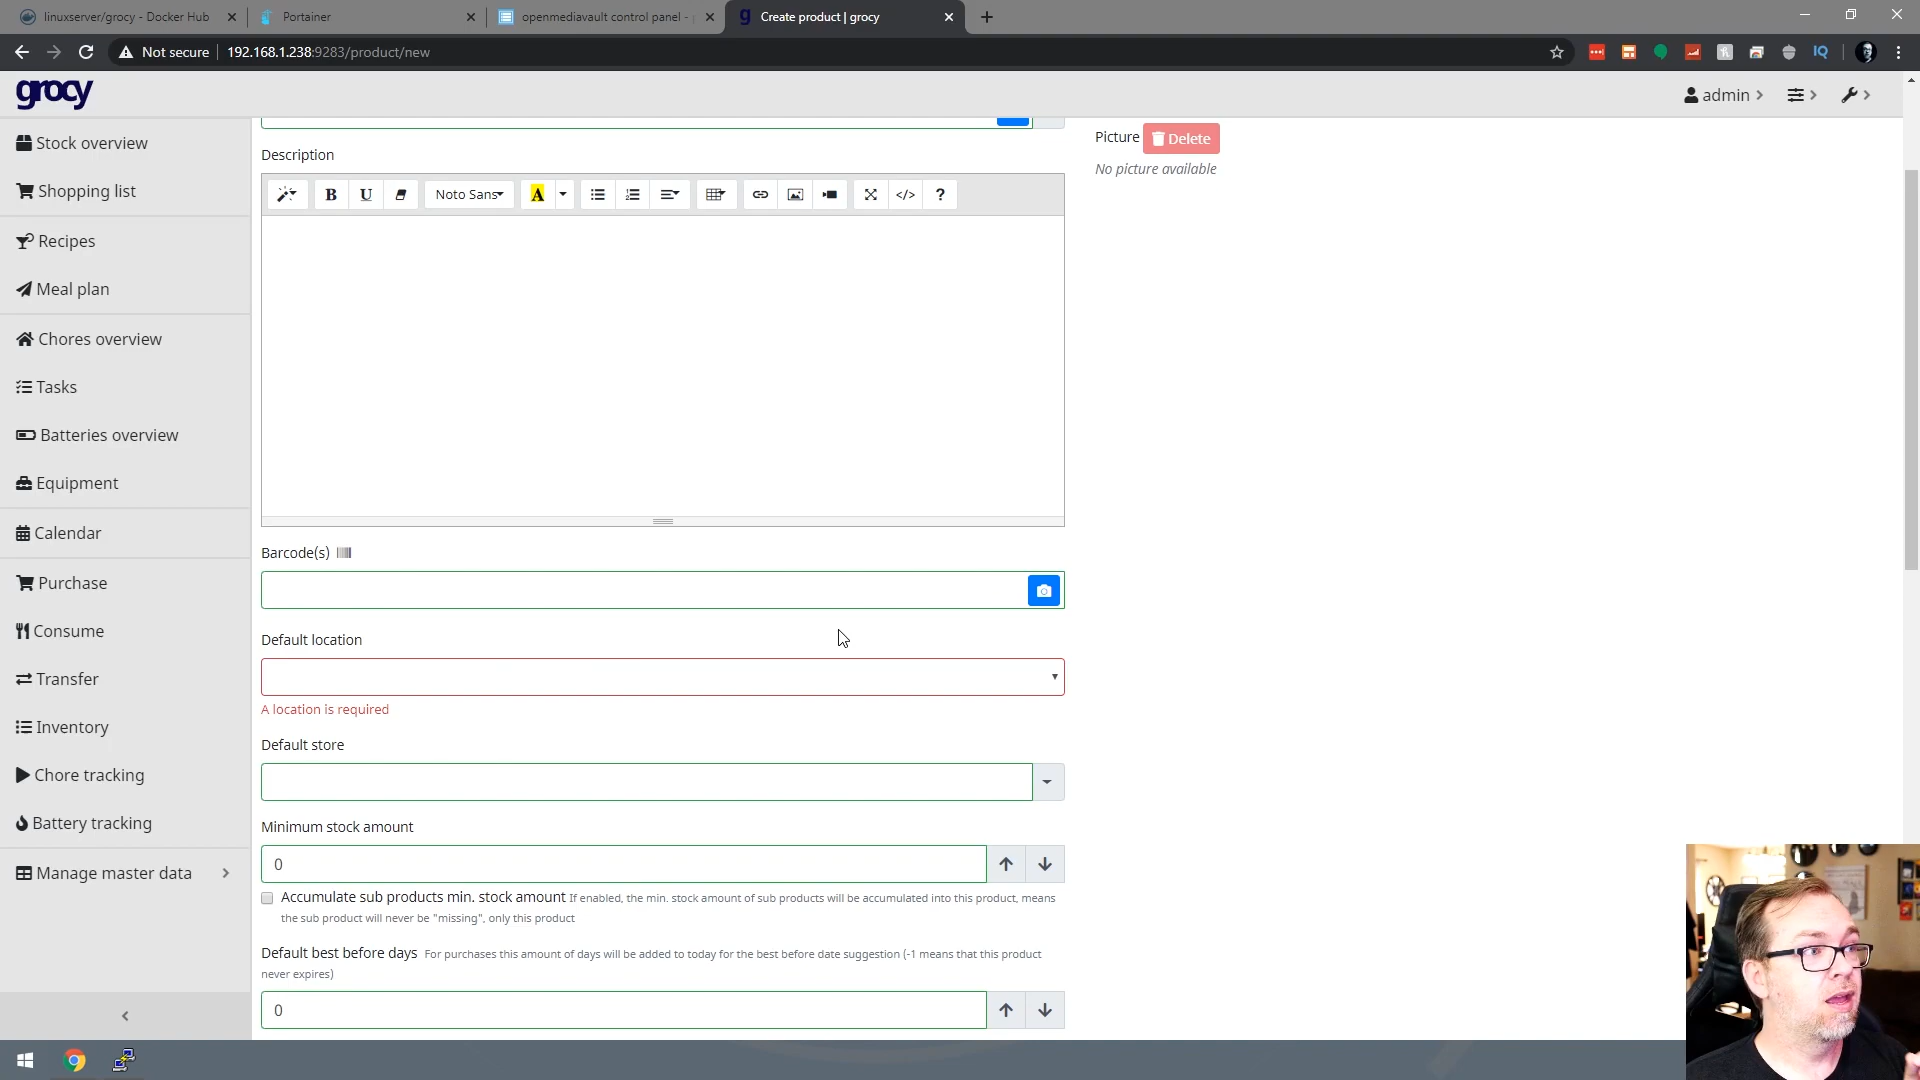 linuxserver/grocy - Docker Hub
Portainer
openmediavault control panel -
Create product | grocy
Not secure
192.168.1.238:9283/product/new
IQ
grocy
admin
Stock overview
Shopping list
Recipes
Meal plan
Chores overview
Tasks
Batteries overview
Equipment
Calendar
Purchase
Consume
Transfer
Inventory
Chore tracking
Battery tracking
Manage master data
Description
B
U
Noto Sans
A
</>
?
Barcode(s)
Default location
A location is required
Default store
Minimum stock amount
0
Accumulate sub products min. stock amount If enabled, the min. stock amount of sub products will be accumulated into this product, means
the sub product will never be "missing", only this product
Default best before days For purchases this amount of days will be added to today for the best before date suggestion (-1 means that this product
never expires)
0
Picture
Delete
No picture available